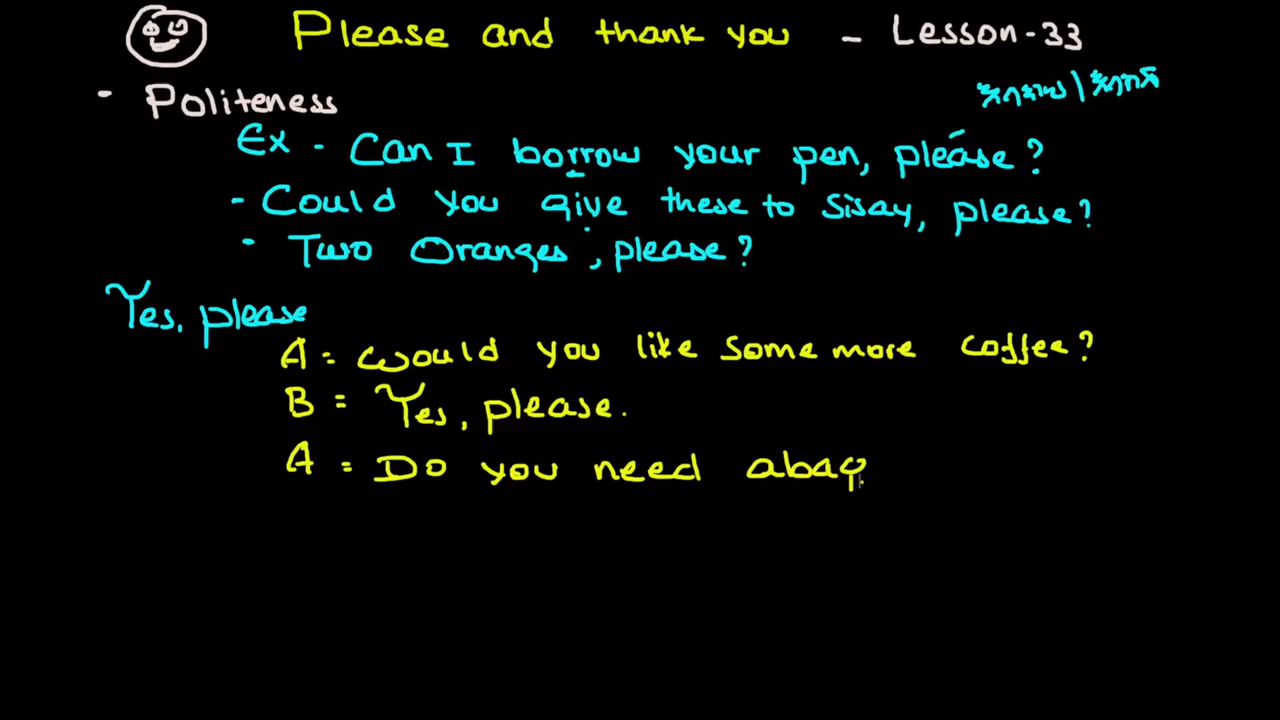 Please and thank you - Lesson-33
- Politeness
Ex - Can I borrow your pen, please?
- Could you give these to Sisay, please?
- Two Oranges, please?
Yes, please
A = Would you like some more coffee?
B = Yes, please.
A = Do you need abag